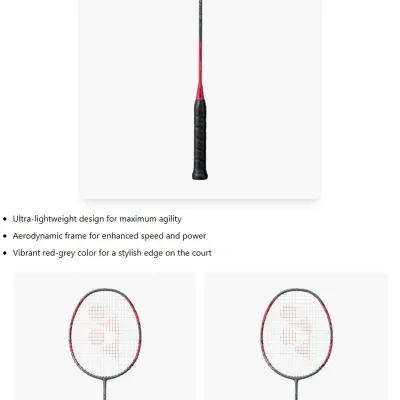 Ultra-lightweight design for maximum agility
Aerodynamic frame for enhanced speed and power
Vibrant red-grey color for a stylish edge on the court